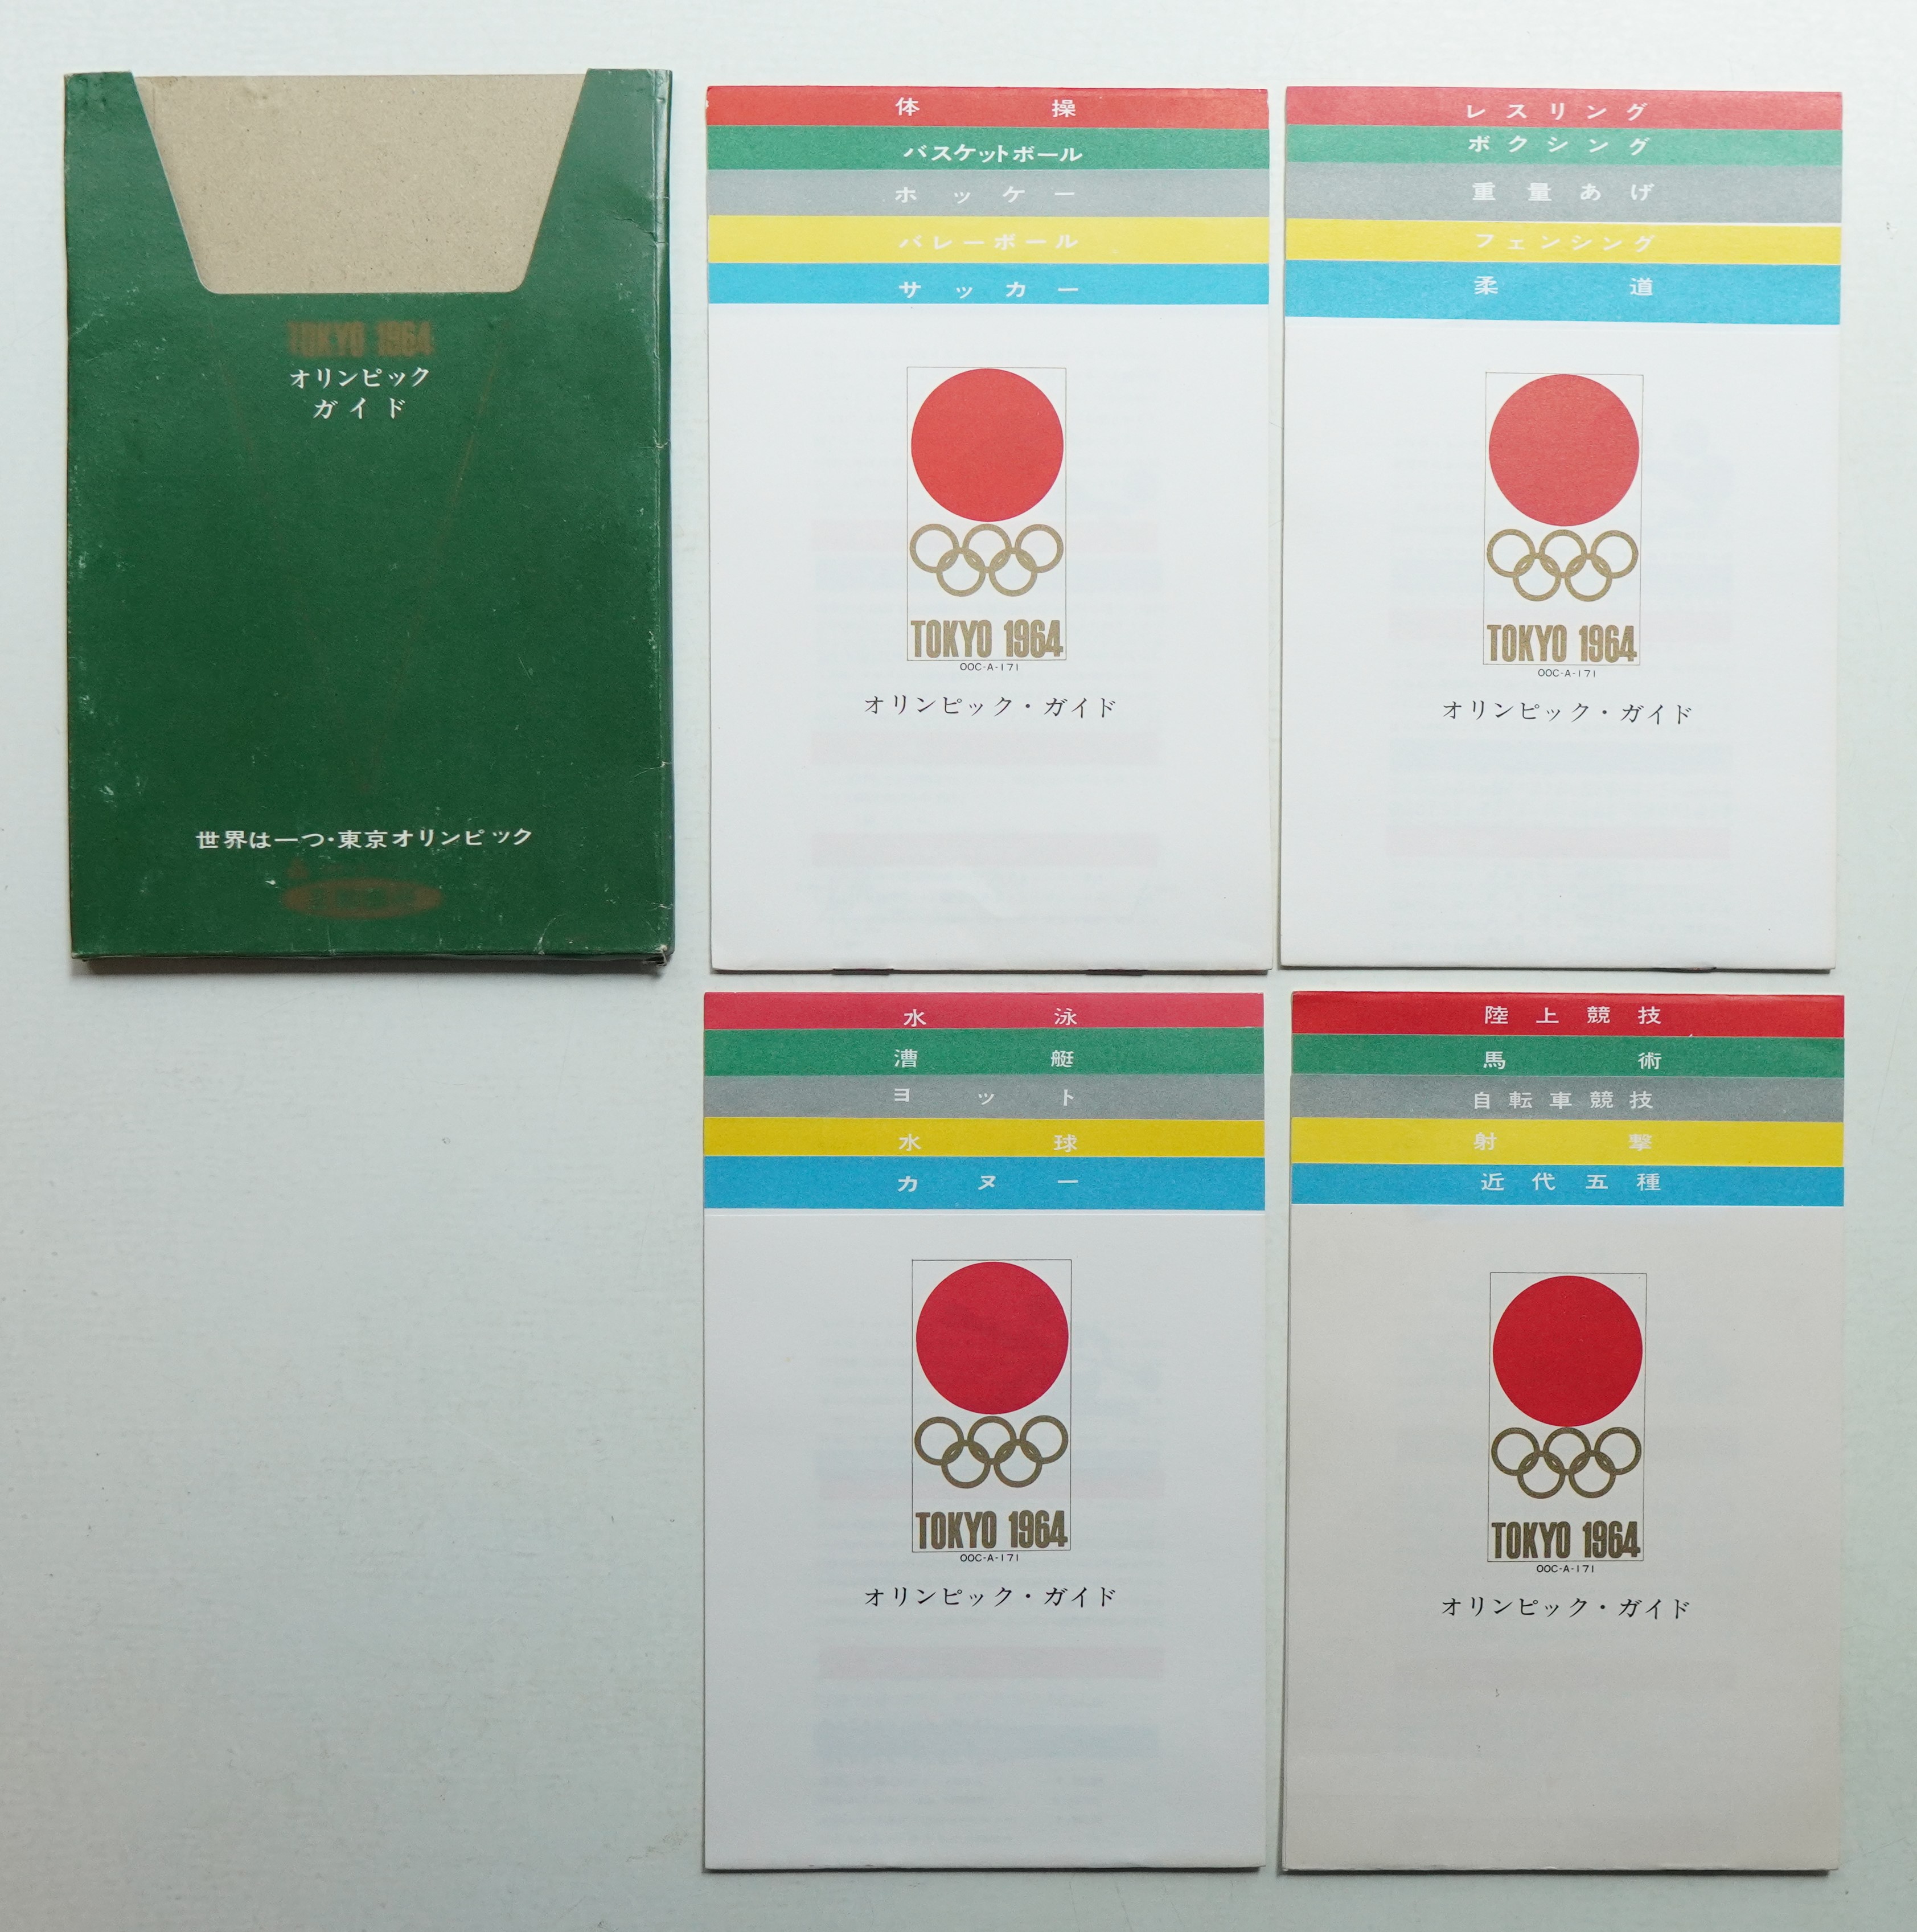 TOKYO 1964
オリンピック
ガイド
世界は一つ・東京オリンピック
体操
バスケットボール
ホッケー
バレーボール
サッカー
TOKYO 1964
OOC-A-171
オリンピック・ガイド
レスリング
ボクシング
重量あげ
フェンシング
柔道
TOKYO 1964
OOC-A-171
オリンピック・ガイド
水泳
漕艇
ヨット
水球
カヌー
TOKYO 1964
OOC-A-171
オリンピック・ガイド
陸上競技
馬術
自転車競技
射撃
近代五種
TOKYO 1964
OOC-A-171
オリンピック・ガイド